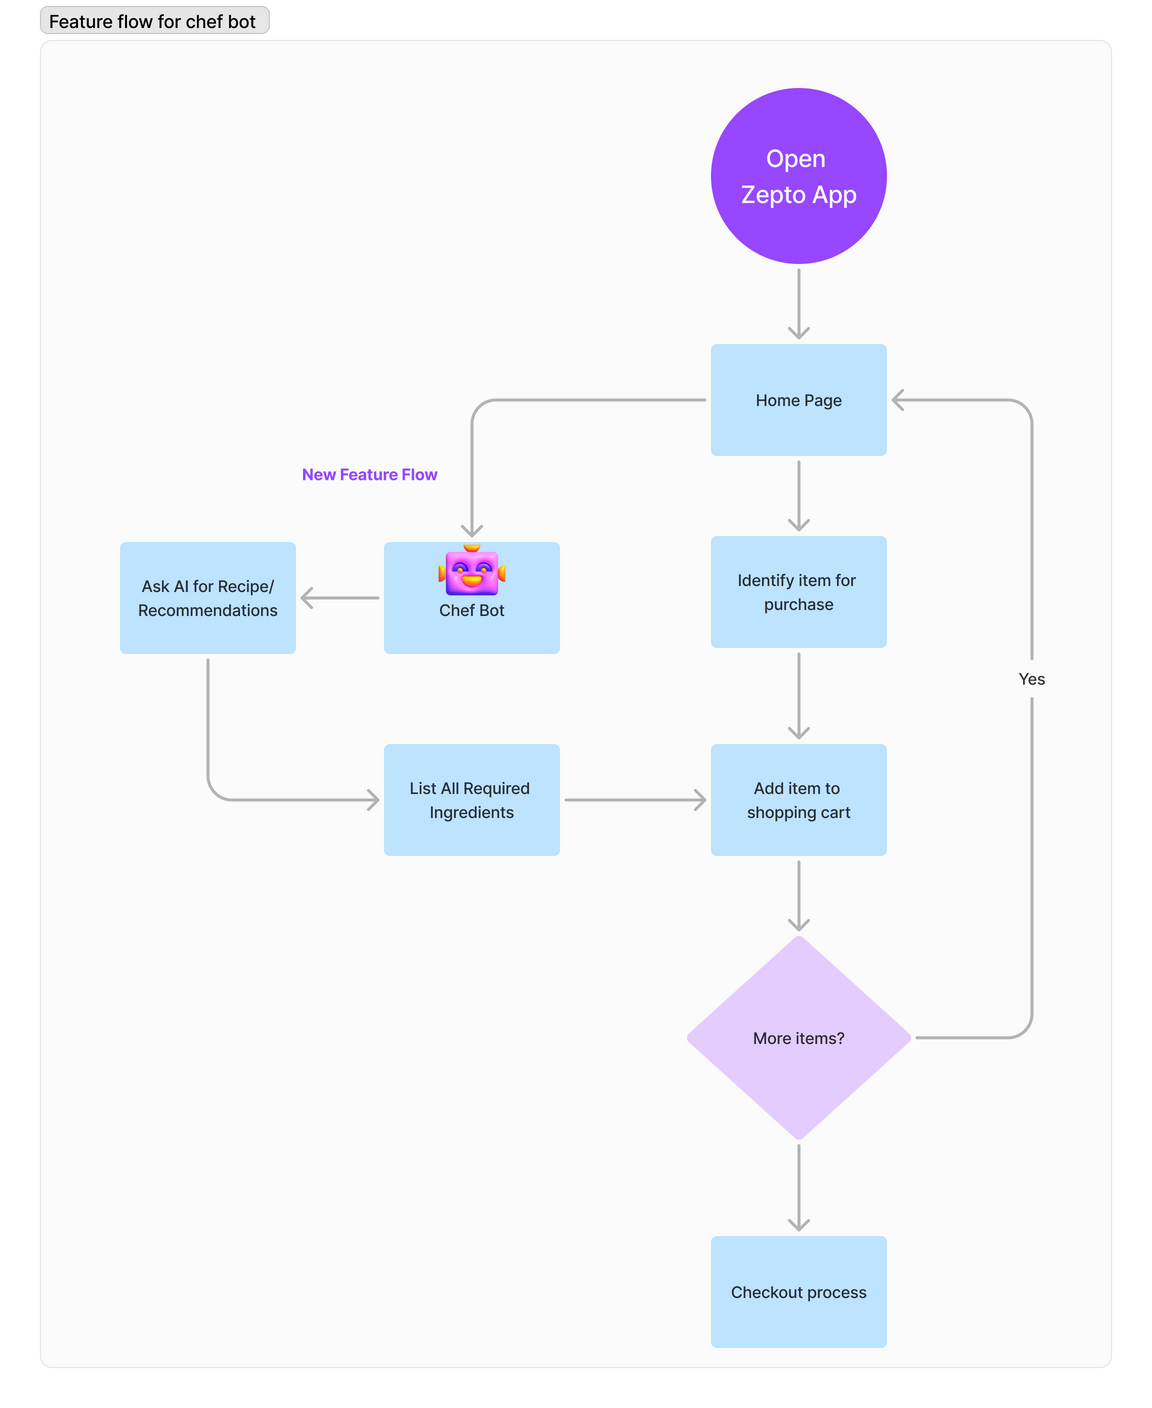 Feature flow for chef bot
Open
Zepto App
Home Page
New Feature Flow
Ask AI for Recipe/
Recommendations
Chef Bot
Identify item for
purchase
Yes
List All Required
Ingredients
Add item to
shopping cart
More items?
Checkout process